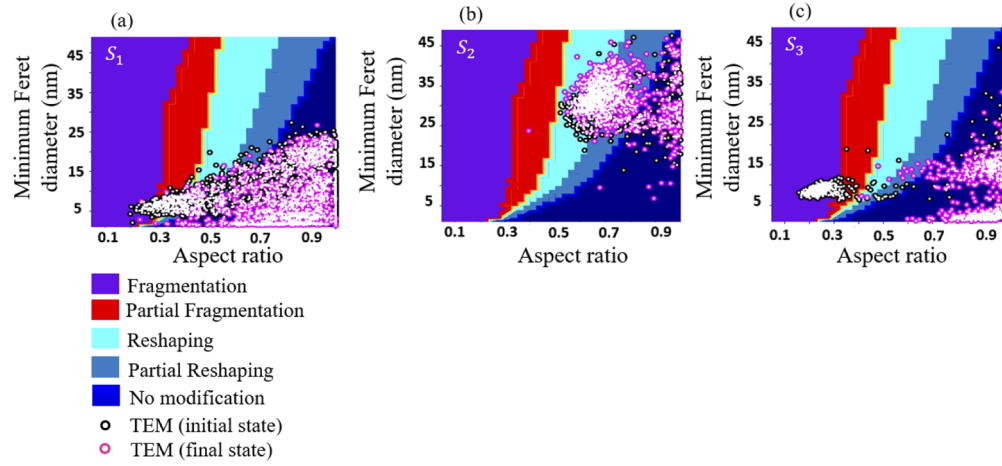 (a)
(b)
(c)
S₁
S₂
S₃
Minimum Feret
diameter (nm)
45
35
25
15
5
0.1 0.3 0.5 0.7 0.9
Aspect ratio
Minimum Feret
diameter (nm)
45
35
25
15
5
0.1 0.3 0.5 0.7 0.9
Aspect ratio
Minimum Feret
diameter (nm)
45
35
25
15
5
0.1 0.3 0.5 0.7 0.9
Aspect ratio
Fragmentation
Partial Fragmentation
Reshaping
Partial Reshaping
No modification
TEM (initial state)
TEM (final state)